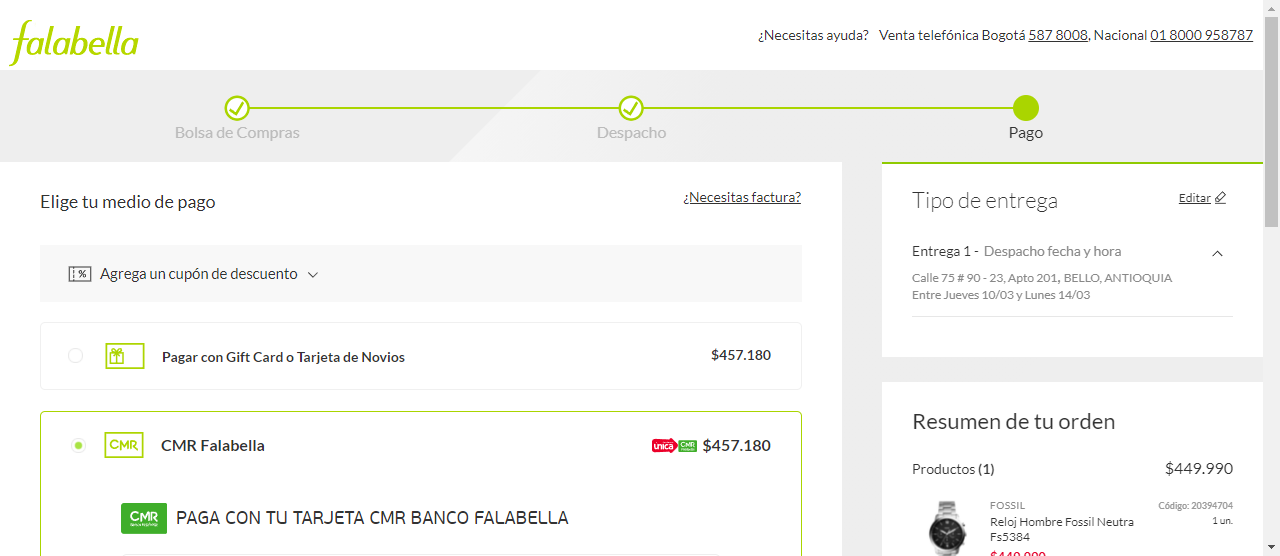 falabella
¿Necesitas ayuda? Venta telefónica Bogotá 587 8008, Nacional 01 8000 958787
Bolsa de Compras
Despacho
Pago
Elige tu medio de pago
¿Necesitas factura?
% Agrega un cupón de descuento
Pagar con Gift Card o Tarjeta de Novios
$457.180
CMR
CMR Falabella
única
CMR
$457.180
CMR
PAGA CON TU TARJETA CMR BANCO FALABELLA
Tipo de entrega
Editar
Entrega 1 - Despacho fecha y hora
Calle 75 # 90 - 23, Apto 201, BELLO, ANTIOQUIA
Entre Jueves 10/03 y Lunes 14/03
Resumen de tu orden
Productos (1)
$449.990
FOSSIL
Código: 20394704
Reloj Hombre Fossil Neutra
1 un.
Fs5384
$449.990